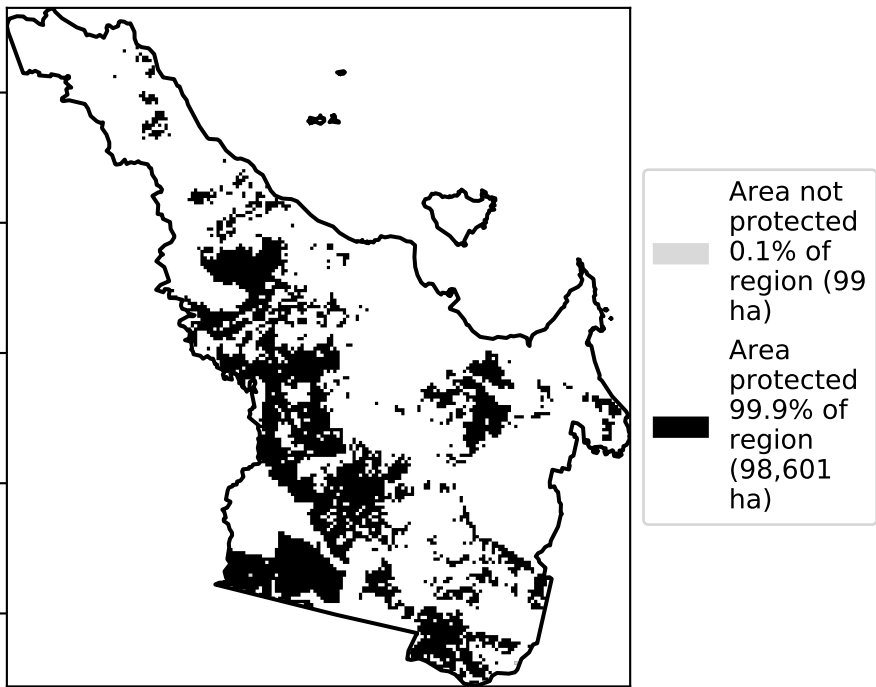 Area not
protected
0.1% of
region (99
ha)
Area
protected
99.9% of
region
(98,601
ha)